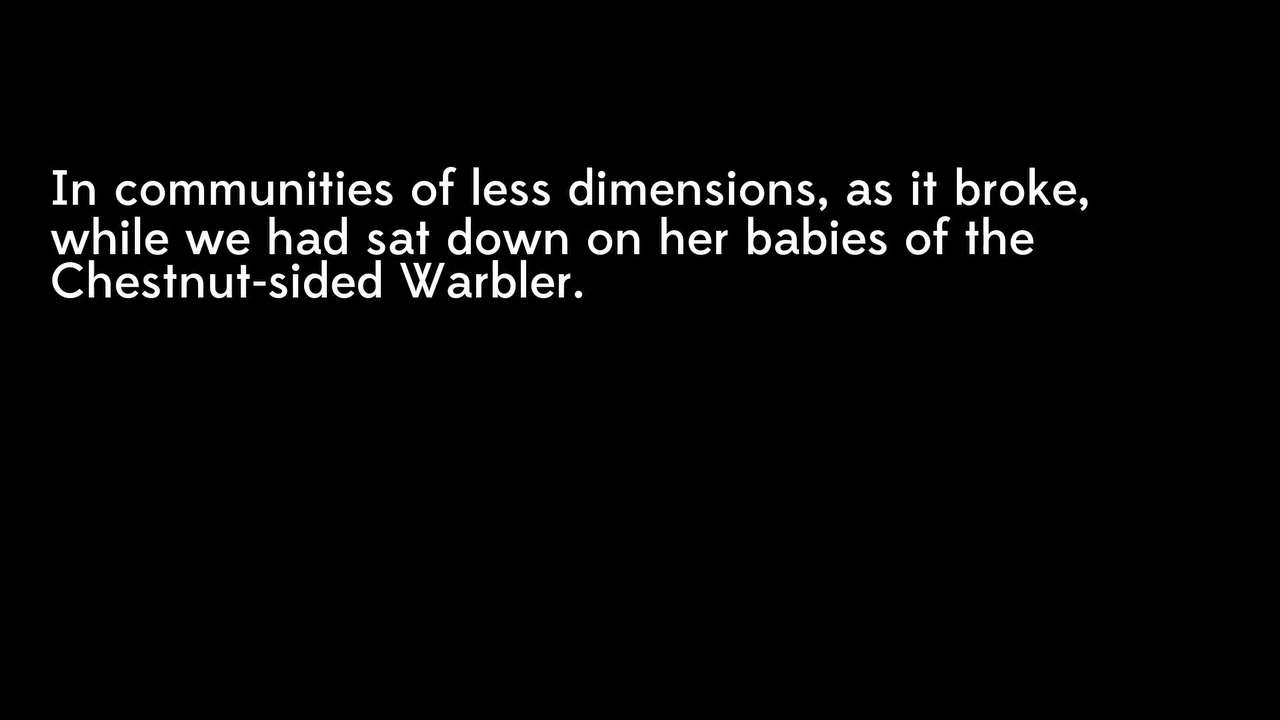 In communities of less dimensions, as it broke,
while we had sat down on her babies of the
Chestnut-sided Warbler.